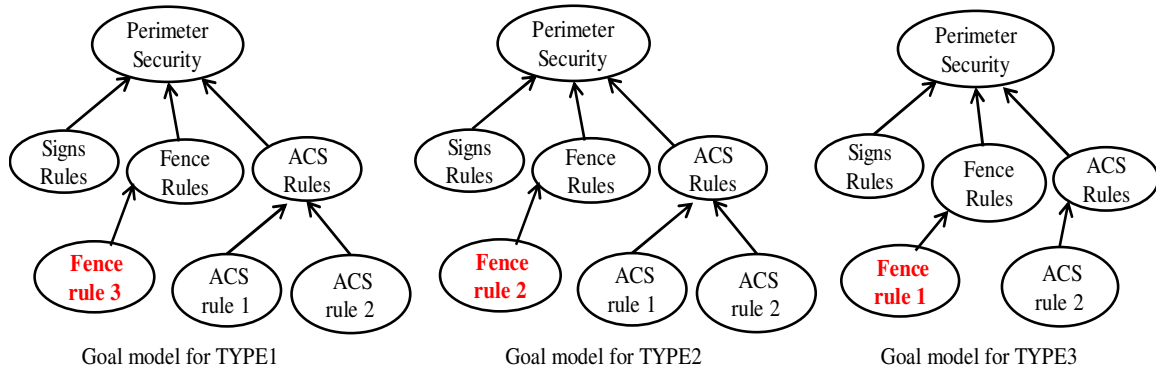 Perimeter
Security
Signs
Rules
Fence
Rules
ACS
Rules
Fence
rule 3
ACS
rule 1
ACS
rule 2
Goal model for TYPE1
Perimeter
Security
Signs
Rules
Fence
Rules
ACS
Rules
Fence
rule 2
ACS
rule 1
ACS
rule 2
Goal model for TYPE2
Perimeter
Security
Signs
Rules
Fence
Rules
ACS
Rules
Fence
rule 1
ACS
rule 2
Goal model for TYPE3